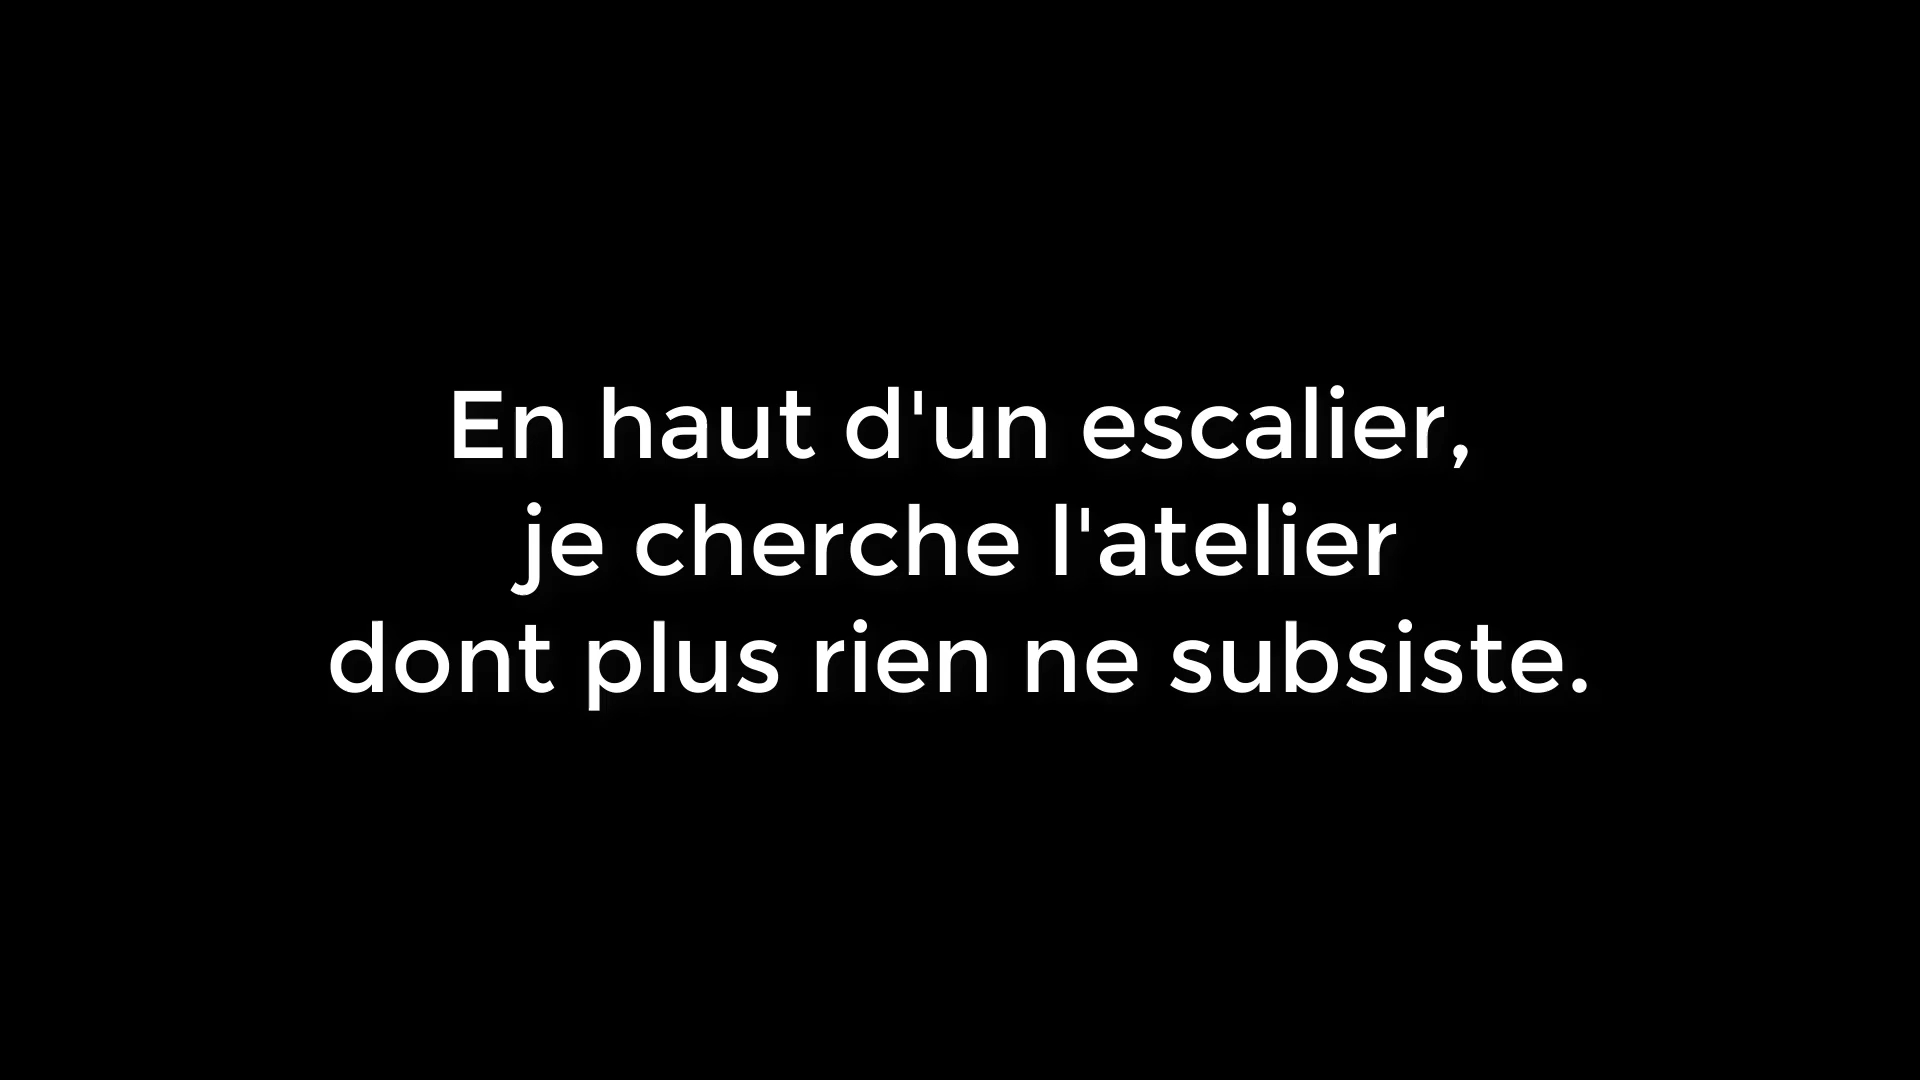 En haut d'un escalier,
je cherche l'atelier
dont plus rien ne subsiste.